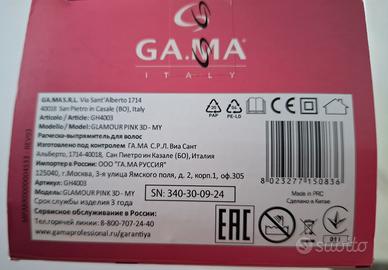 GA.MA
ITALY
GA.MA S.R.L. Via Sant'Alberto 1714
40018 San Pietro in Casale (BO), Italy
Articolo / Article: GH4003
Modello / Model: GLAMOUR PINK 3D - MY
Расческа-выпрямитель для волос
Изготовлено под контролем ГА.МА С.Р.Л. Виа Сант
Альберто, 1714-40018, Сан Пиетро ин Казале (БО), Италия
Импортер в России: ООО "ГА.МА РУССИЯ"
125040, г.Москва, 3-я улица Ямского поля, д. 2, корп.1, оф.305
Артикул: GH4003
Модель: GLAMOUR PINK 3D - MY
Срок службы изделия 3 года
SN: 340-30-09-24
Сервисное обслуживание в России:
Тел.горячей линии: 8-800-707-24-40
www.gamaprofessional.ru/garantiya
PAP
PE-LD
8 023277 150836
Made in PRC
Сделано в Китае
EAC
subito